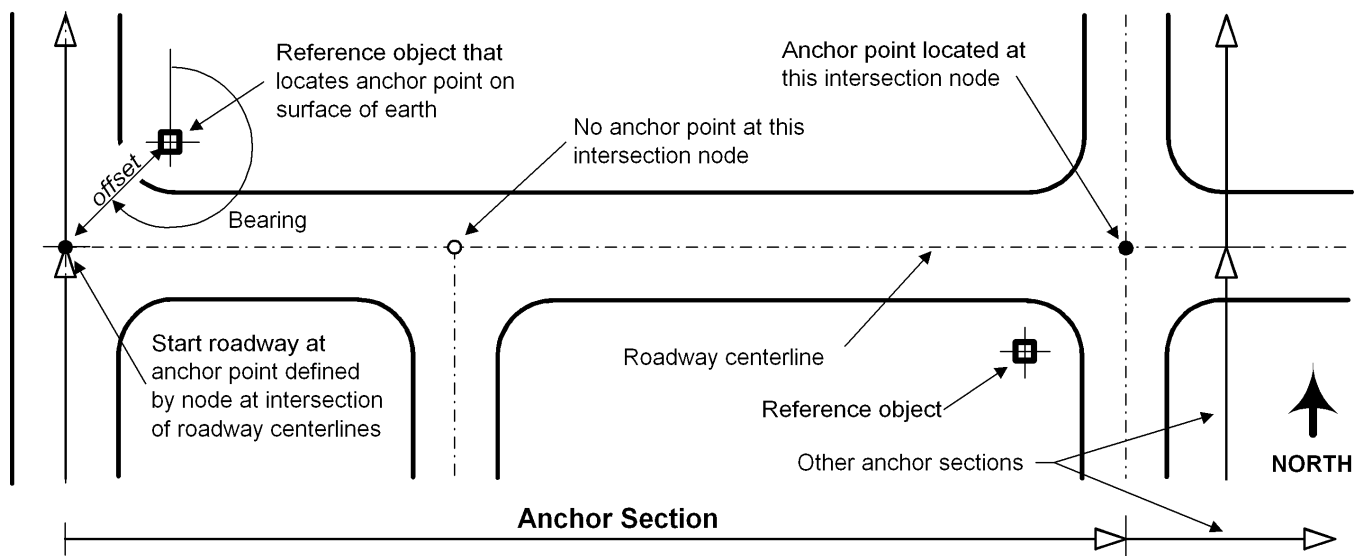 Reference object that
locates anchor point on
surface of earth
Anchor point located at
this intersection node
No anchor point at this
intersection node
offset
Bearing
Start roadway at
anchor point defined
by node at intersection
of roadway centerlines
Roadway centerline
Reference object
Other anchor sections
NORTH
Anchor Section